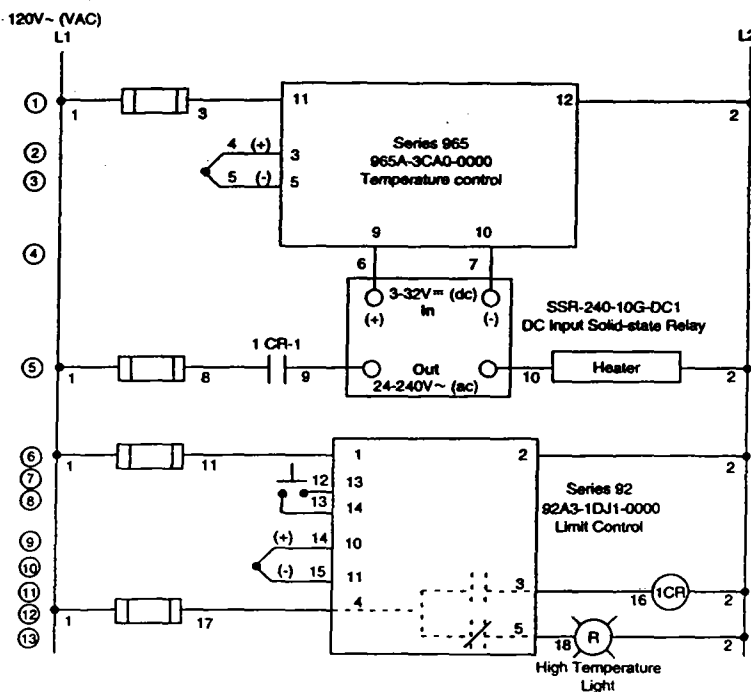 120V~ (VAC)
L1
L2
1
1
3
11
12
2
Series 965
965A-3CA0-0000
Temperature control
2
4 (+)
3
3
5 (-)
5
9
10
4
6
7
3-32V⎓ (dc)
in
(+)
(-)
SSR-240-10G-DC1
DC Input Solid-state Relay
1 CR-1
5
1
8
9
Out
24-240V~ (ac)
10
Heater
2
6
1
11
1
2
2
7
12
13
8
13
14
Series 92
92A3-1DJ1-0000
Limit Control
9
(+) 14
10
10
(-) 15
11
11
3
16
1CR
2
12
1
17
4
13
5
18
R
2
High Temperature
Light